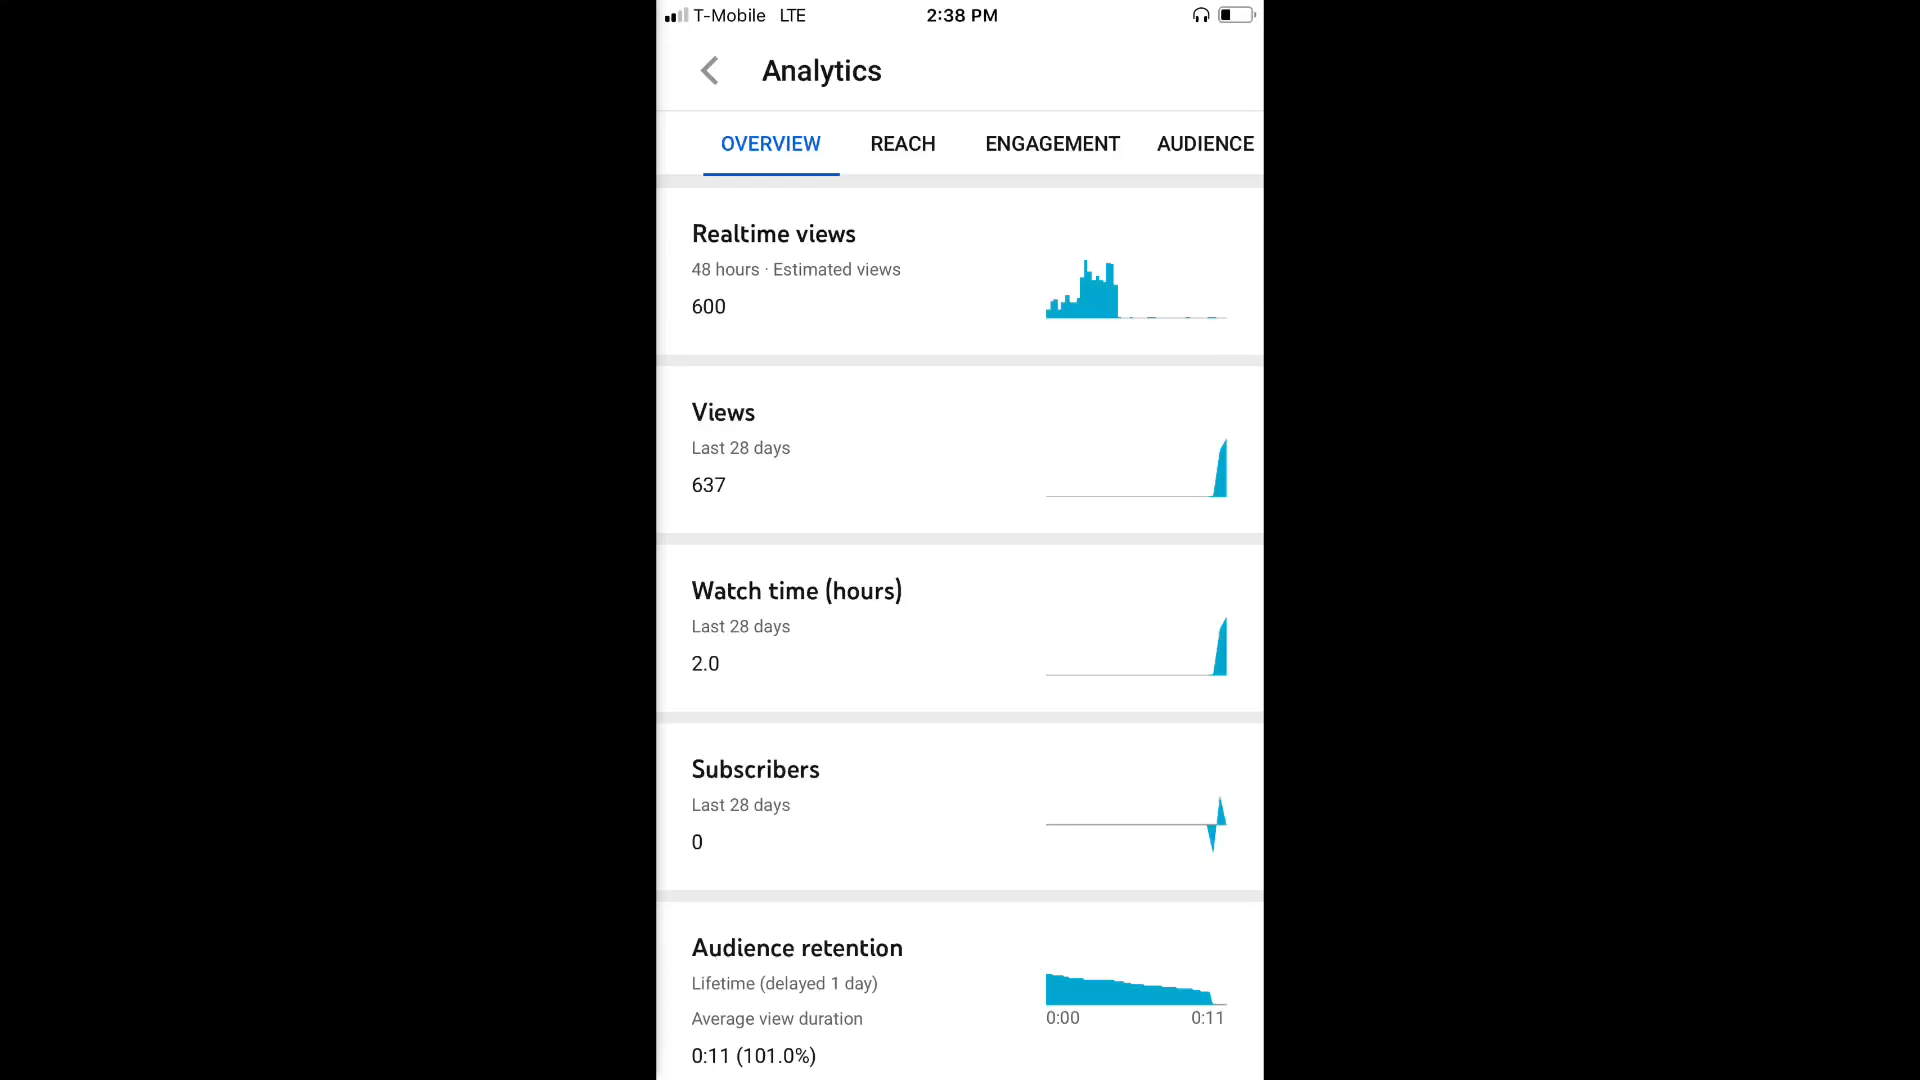 T-Mobile LTE 2:38 PM
Analytics
OVERVIEW REACH ENGAGEMENT AUDIENCE
Realtime views
48 hours · Estimated views
600
Views
Last 28 days
637
Watch time (hours)
Last 28 days
2.0
Subscribers
Last 28 days
0
Audience retention
Lifetime (delayed 1 day)
0:00 0:11
Average view duration
0:11 (101.0%)